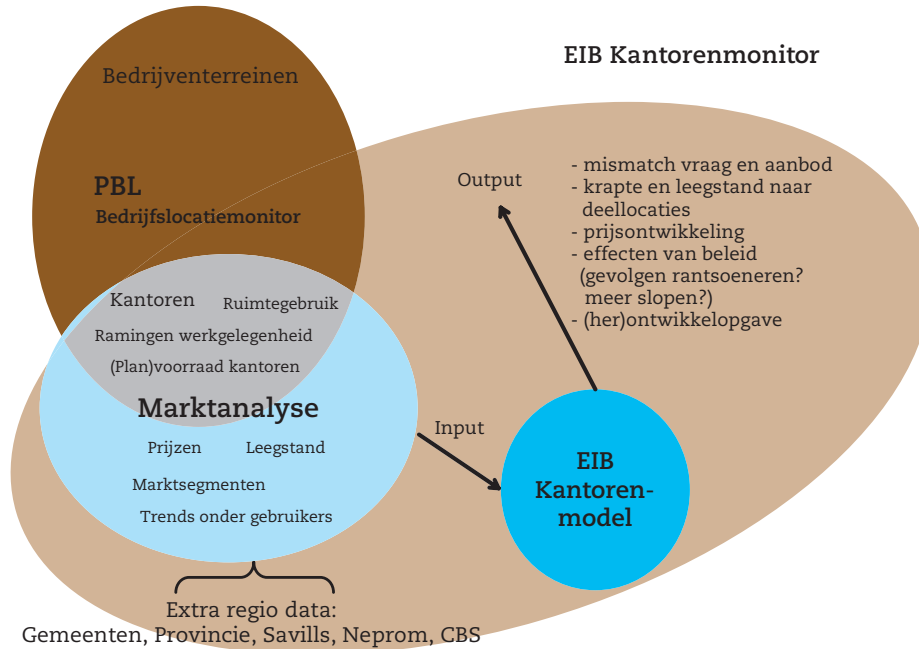 EIB Kantorenmonitor
Bedrijventerreinen
PBL
Bedrijfslocatiemonitor
Kantoren
Ruimtegebruik
Ramingen werkgelegenheid
(Plan)voorraad kantoren
Marktanalyse
Prijzen
Leegstand
Marktsegmenten
Trends onder gebruikers
Extra regio data:
Gemeenten, Provincie, Savills, Neprom, CBS
Input
EIB
Kantoren-
model
Output
- mismatch vraag en aanbod
- krapte en leegstand naar
deellocaties
- prijsontwikkeling
- effecten van beleid
(gevolgen rantsoeneren?
meer slopen?)
- (her)ontwikkelopgave